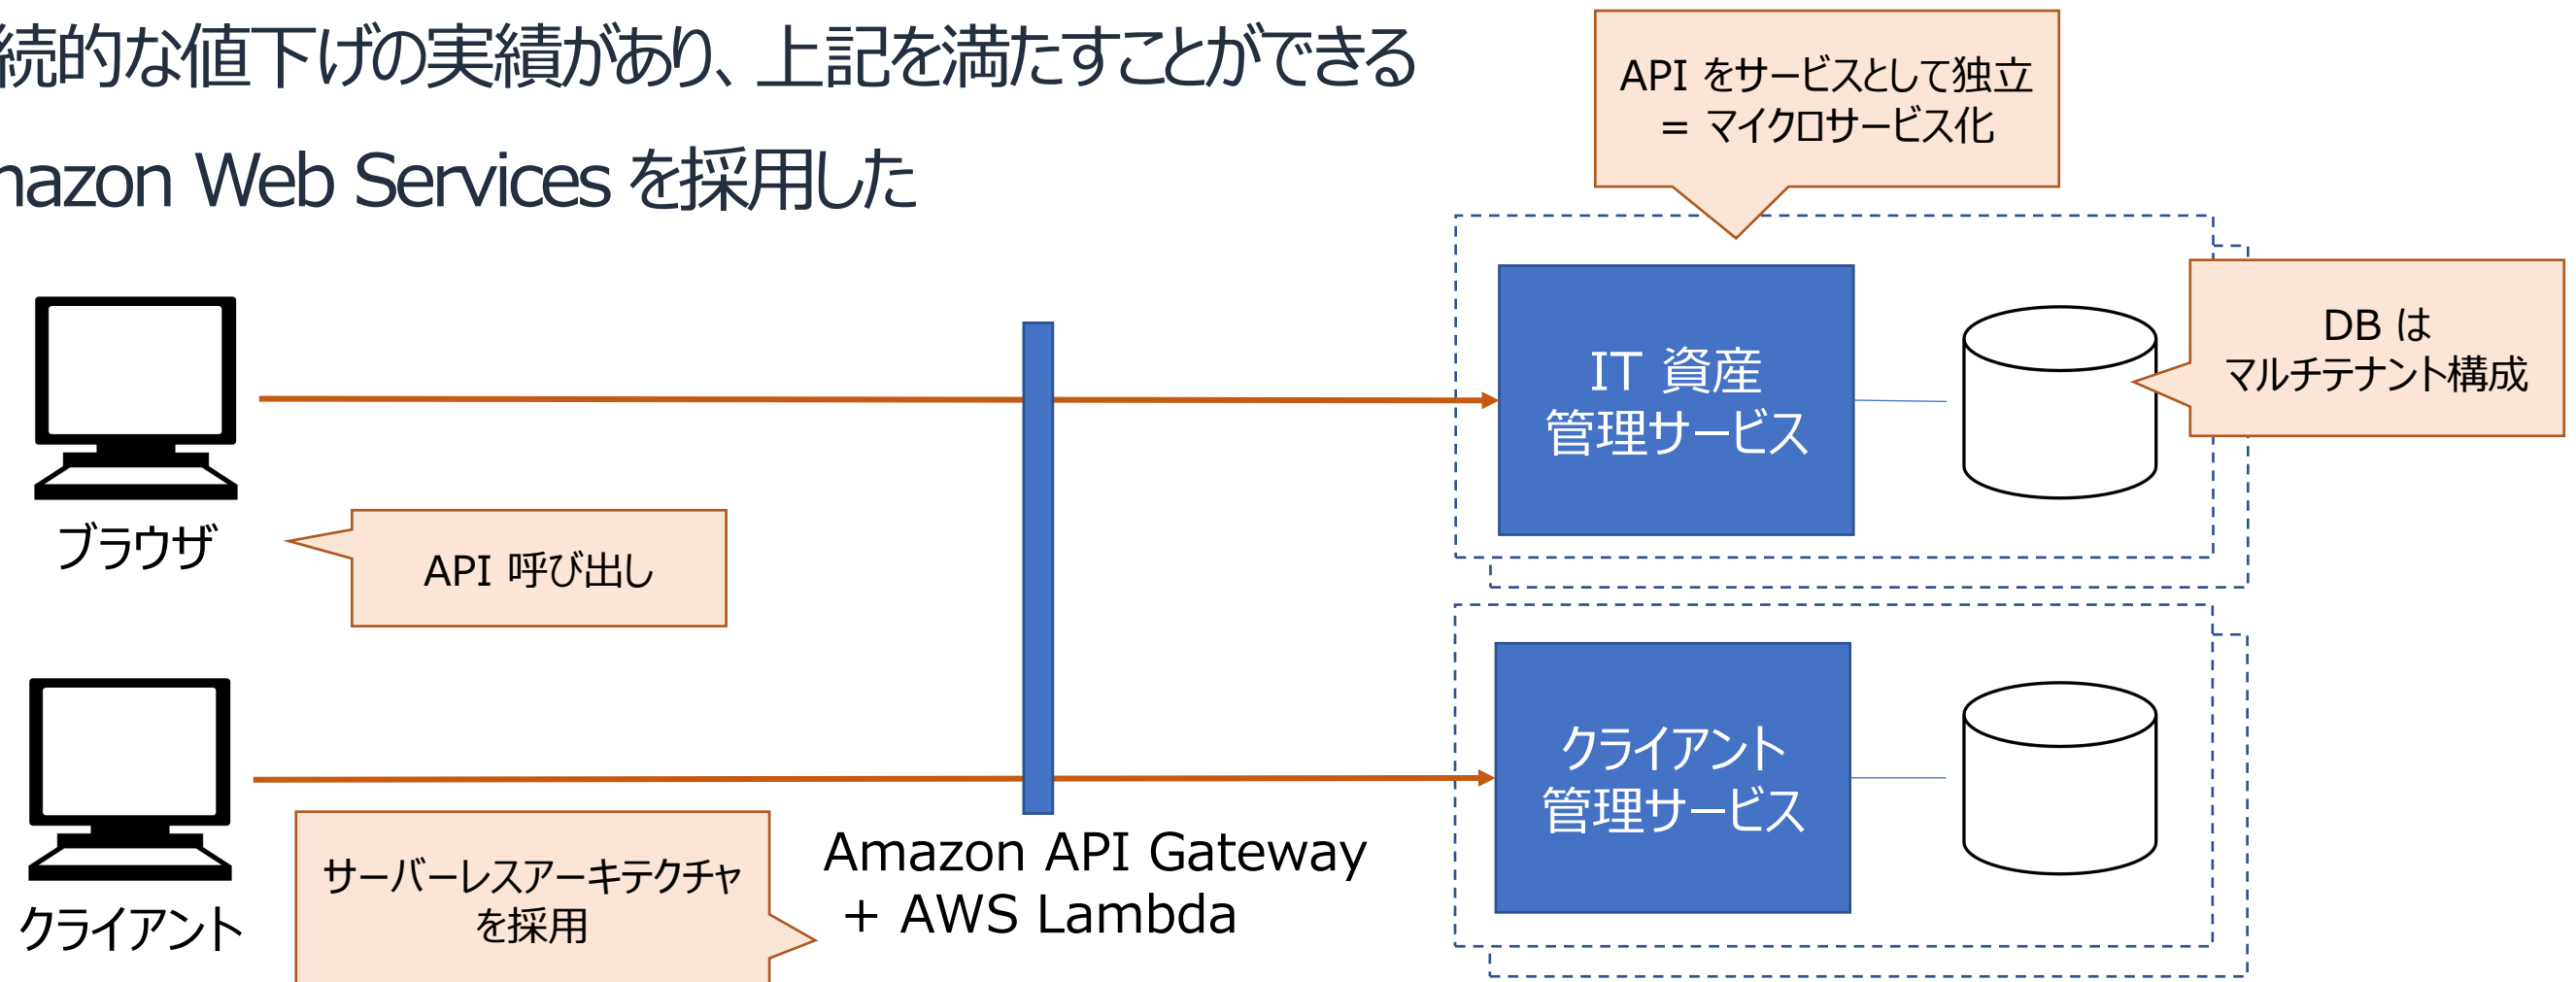 続的な値下げの実績があり、上記を満たすことができる
mazon Web Services を採用した
API をサービスとして独立
= マイクロサービス化
IT 資産
管理サービス
DB は
マルチテナント構成
ブラウザ
API 呼び出し
クライアント
管理サービス
クライアント
サーバーレスアーキテクチャ
を採用
Amazon API Gateway
+ AWS Lambda